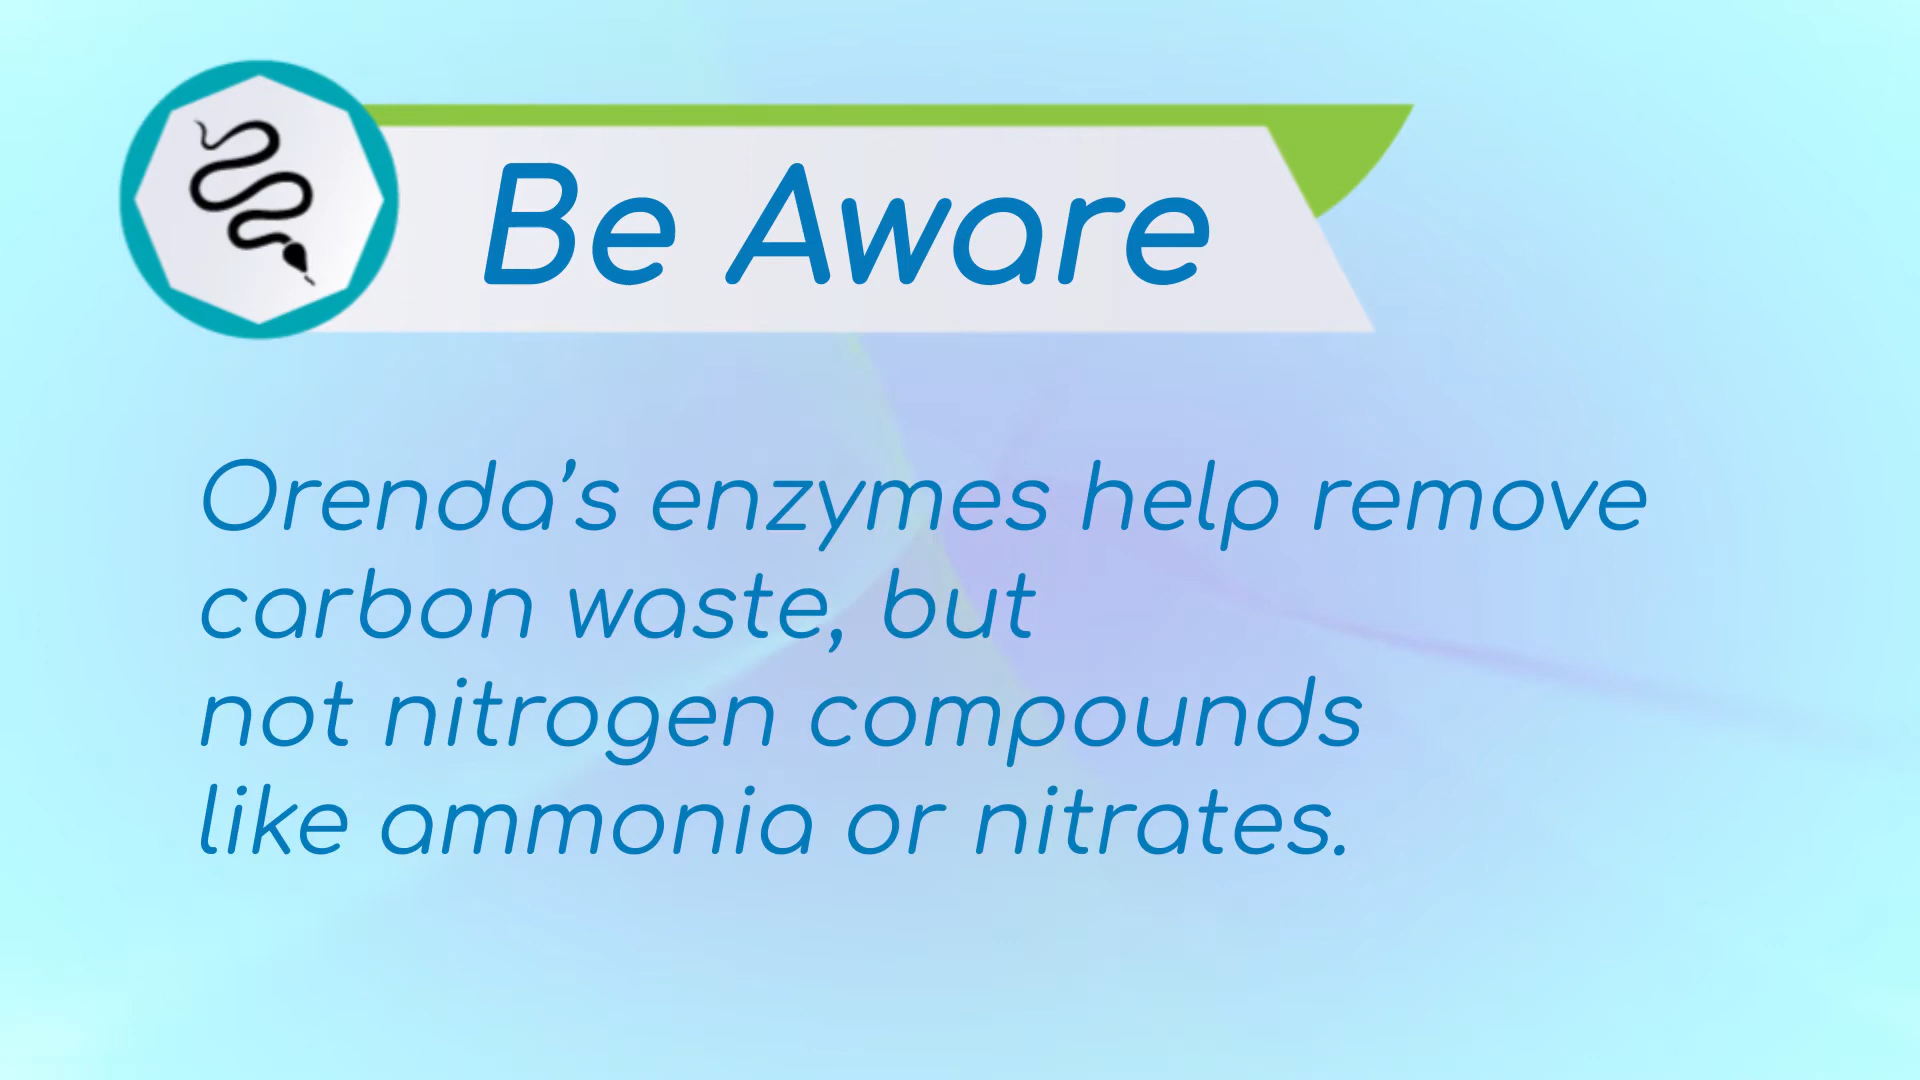 Be Aware
Orenda’s enzymes help remove
carbon waste, but
not nitrogen compounds
like ammonia or nitrates.